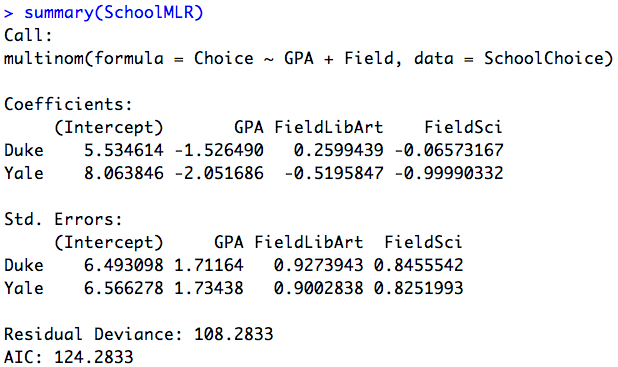 > summary(SchoolMLR)
Call:
multinom(formula = Choice ~ GPA + Field, data = SchoolChoice)
Coefficients:
(Intercept) GPA FieldLibArt FieldSci
Duke 5.534614 -1.526490 0.2599439 -0.06573167
Yale 8.063846 -2.051686 -0.5195847 -0.99990332
Std. Errors:
(Intercept) GPA FieldLibArt FieldSci
Duke 6.493098 1.71164 0.9273943 0.8455542
Yale 6.566278 1.73438 0.9002838 0.8251993
Residual Deviance: 108.2833
AIC: 124.2833